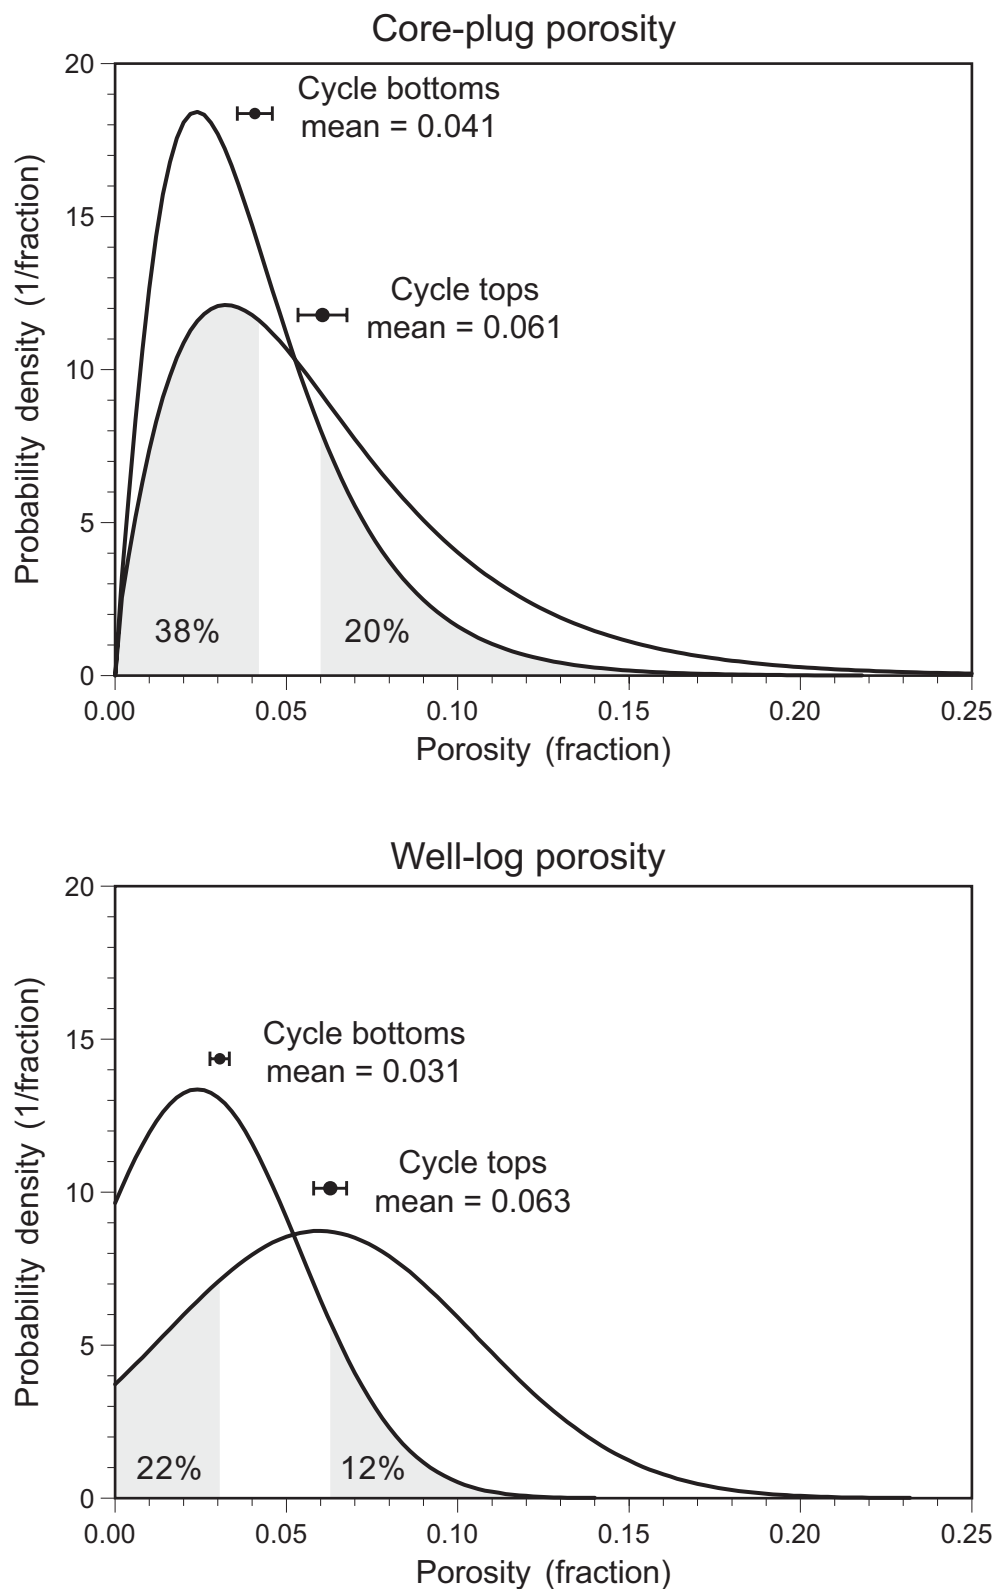 Core-plug porosity
20
15
10
5
0
Probability density (1/fraction)
Cycle bottoms
mean = 0.041
Cycle tops
mean = 0.061
38%
20%
0.00
0.05
0.10
0.15
0.20
0.25
Porosity (fraction)
Well-log porosity
20
15
10
5
0
Probability density (1/fraction)
Cycle bottoms
mean = 0.031
Cycle tops
mean = 0.063
22%
12%
0.00
0.05
0.10
0.15
0.20
0.25
Porosity (fraction)